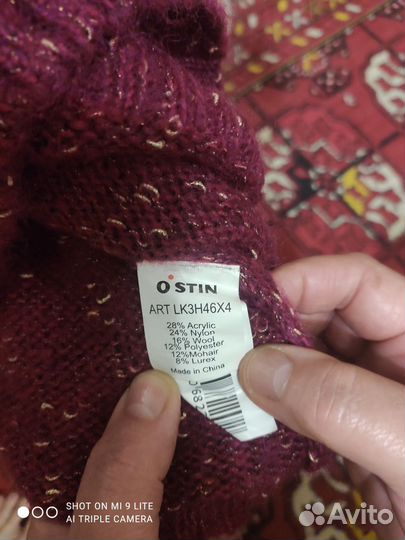 O'STIN
ART LK3H46X4
28% Acrylic
24% Nylon
16% Wool
12% Polyester
12%Mohair
8% Lurex
Made in China
SHOT ON MI 9 LITE
AI TRIPLE CAMERA
Avito